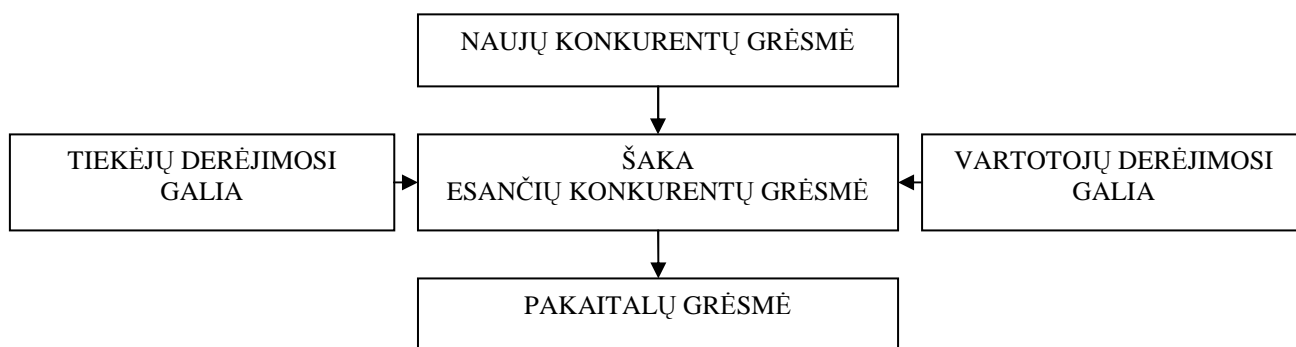 NAUJŲ KONKURENTŲ GRĖSMĖ
TIEKĖJŲ DERĖJIMOSI
GALIA
ŠAKA
ESANČIŲ KONKURENTŲ GRĖSMĖ
VARTOTOJŲ DERĖJIMOSI
GALIA
PAKAITALŲ GRĖSMĖ